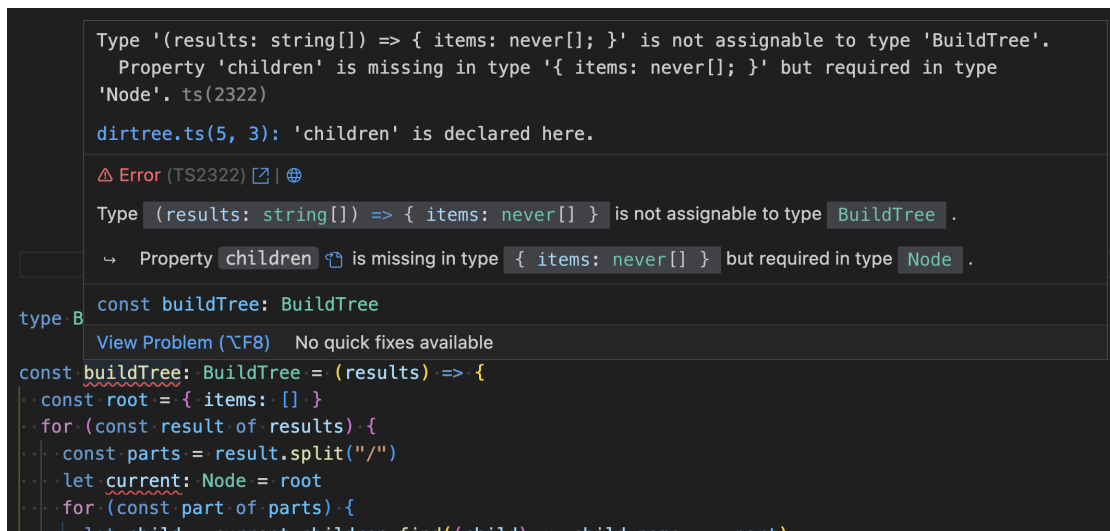 Type '(results: string[]) => { items: never[]; }' is not assignable to type 'BuildTree'.
Property 'children' is missing in type '{ items: never[]; }' but required in type
'Node'. ts(2322)
dirtree.ts(5, 3): 'children' is declared here.
Error (TS2322) |
Type (results: string[]) => { items: never[] } is not assignable to type BuildTree .
↪ Property children is missing in type { items: never[] } but required in type Node .
const buildTree: BuildTree
type B
View Problem (⌥F8) No quick fixes available
const buildTree: BuildTree = (results) => {
const root = { items: [] }
for (const result of results) {
const parts = result.split("/")
let current: Node = root
for (const part of parts) {